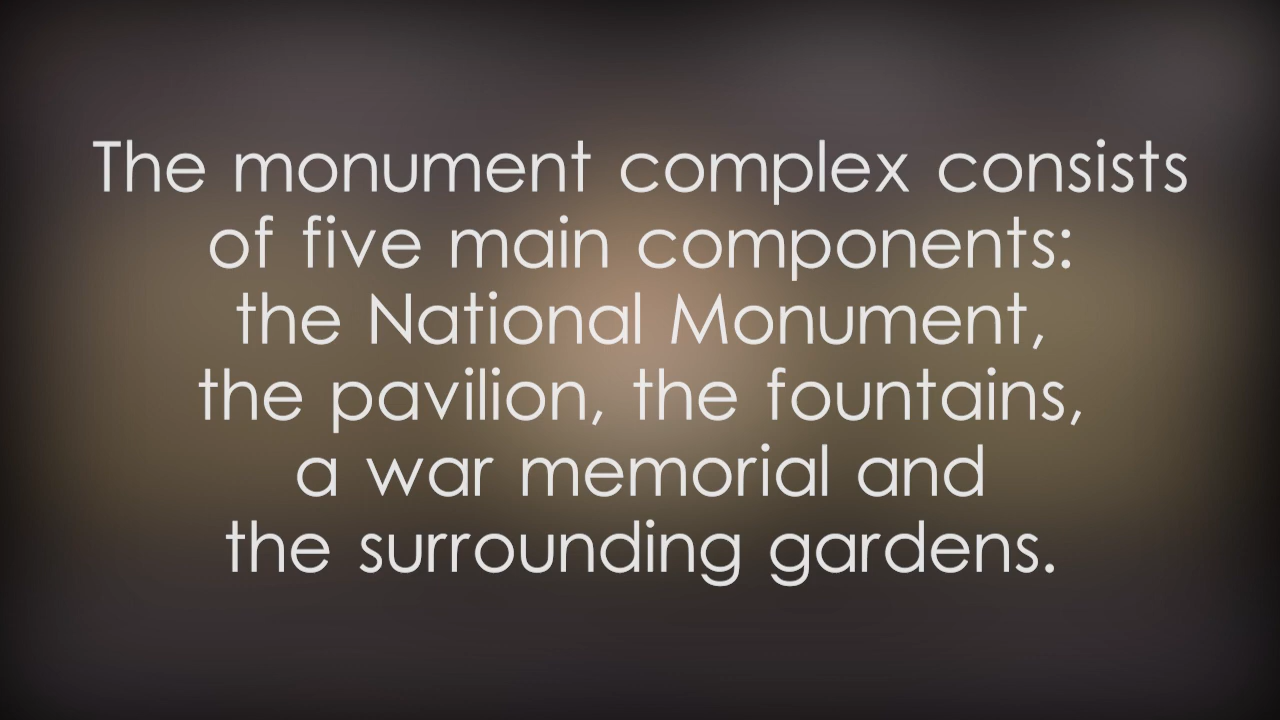 The monument complex consists
of five main components:
the National Monument,
the pavilion, the fountains,
a war memorial and
the surrounding gardens.